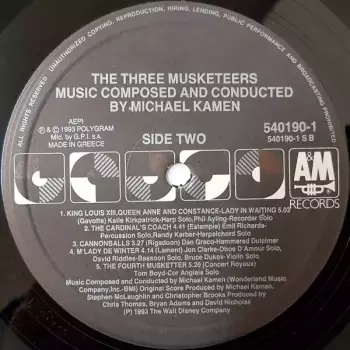 UNAUTHORIZED COPYING, HIRING, LENDING, PUBLIC PERFORMANCE AND BROADCASTING PROHIBITED
ALL RIGHTS RESERVED
THE THREE MUSKETEERS
MUSIC COMPOSED AND CONDUCTED
BY MICHAEL KAMEN
AEPI
℗ & © 1993 POLYGRAM
Mfd. by G.P.I. s.a.
MADE IN GREECE
SIDE TWO
540190-1
540190-1 S B
A&M
RECORDS
1.KING LOUIS XIII,QUEEN ANNE AND CONSTANCE-LADY IN WAITING 5.03
(Gavotte) Katie Kirkpatrick-Harp Solo,Phil Ayling-Recorder Solo
2.THE CARDINAL'S COACH 4.41 (Estampie) Emil Richards-
Percussion Solo,Randy Kerber-Harpsichord Solo
3.CANNONBALLS 3.27 (Rigadoon) Dan Greco-Hammered Dulcimer
4. M'LADY DE WINTER 4.14 (Lament) Jon Clarke-Oboe D'Amour Solo,
David Riddles-Bassoon Solo, Bruce Dukov-Violin Solo
5.THE FOURTH MUSKETTER 5.20 (Concert Royaux)
Tom Boyd-Cor Anglais Solo
Music Composed and Conducted by Michael Kamen (Wonderland Music
Company, Inc.-BMI) Original Score Produced by Michael Kamen,
Stephen McLaughlin and Christopher Brooks Produced by
Chris Thomas, Bryan Adams and David Nicholas
(P) 1993 The Walt Disney Company